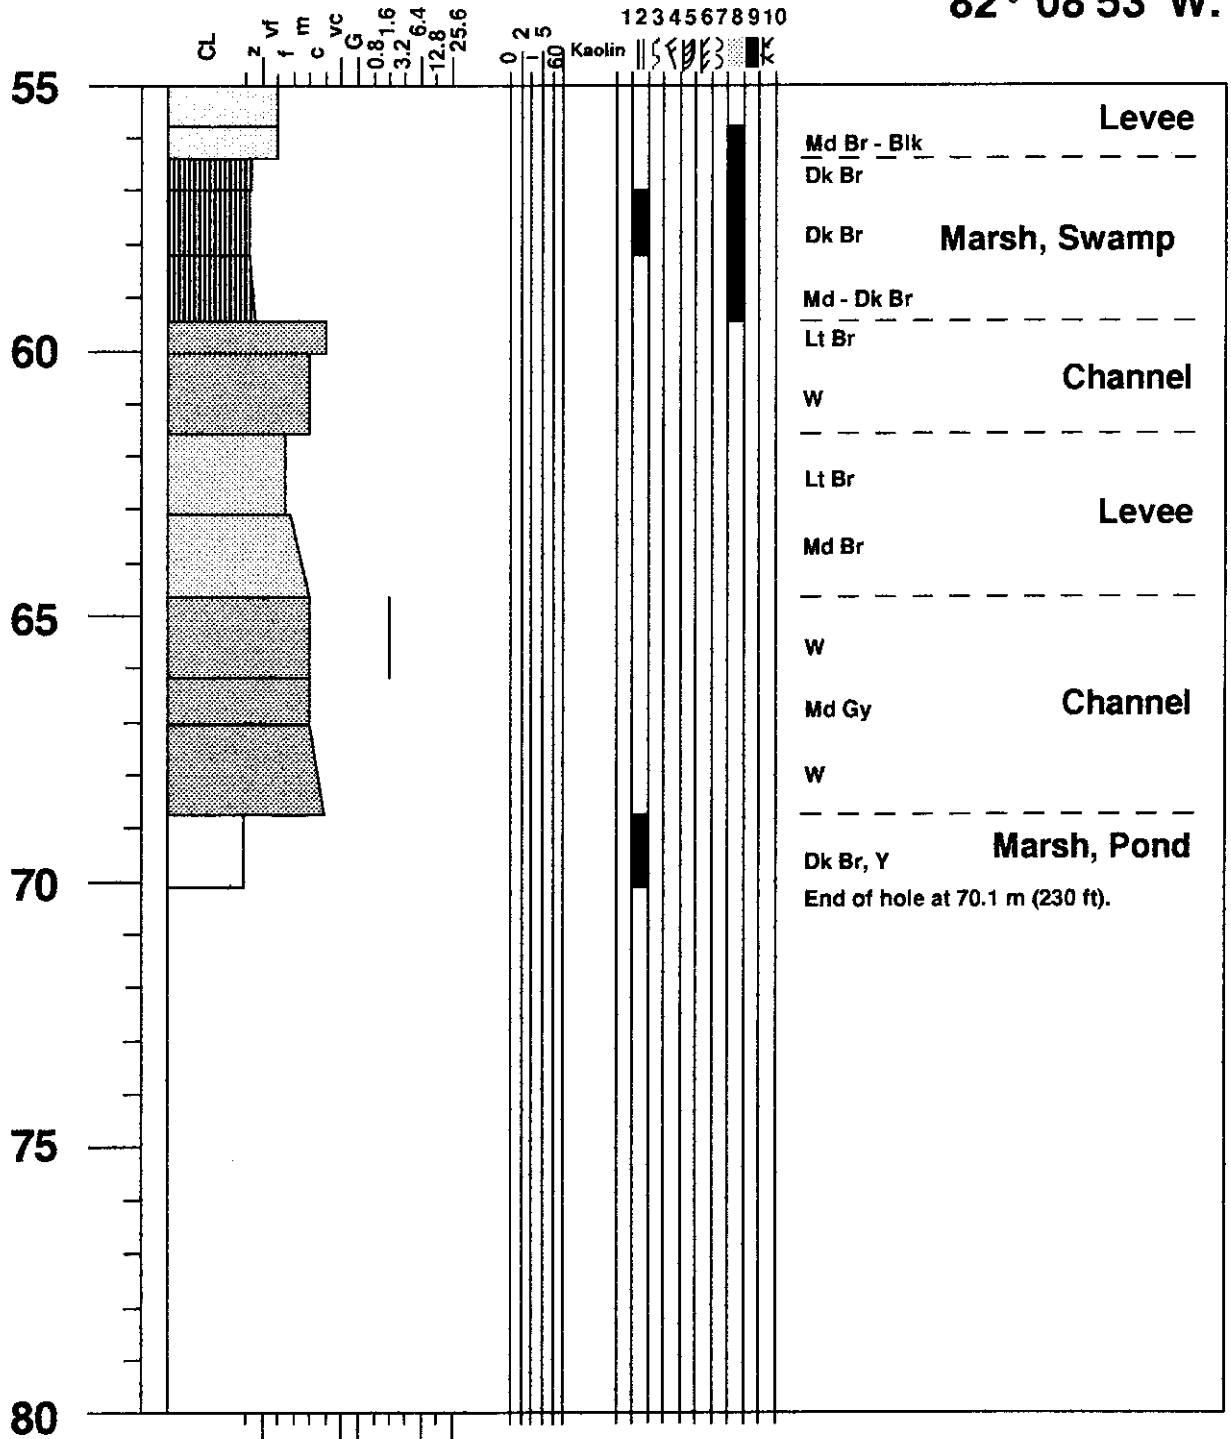 82° 08'53" W.
CL z vf f m c vc G 0.8 1.6 3.2 6.4 12.8 25.6
0 2 1 5 60 Kaolin 1 2 3 4 5 6 7 8 9 10
55
Levee
Md Br - Blk
Dk Br
Dk Br
Marsh, Swamp
Md - Dk Br
60
Lt Br
Channel
W
Lt Br
Levee
Md Br
65
W
Channel
Md Gy
W
Marsh, Pond
Dk Br, Y
70
End of hole at 70.1 m (230 ft).
75
80